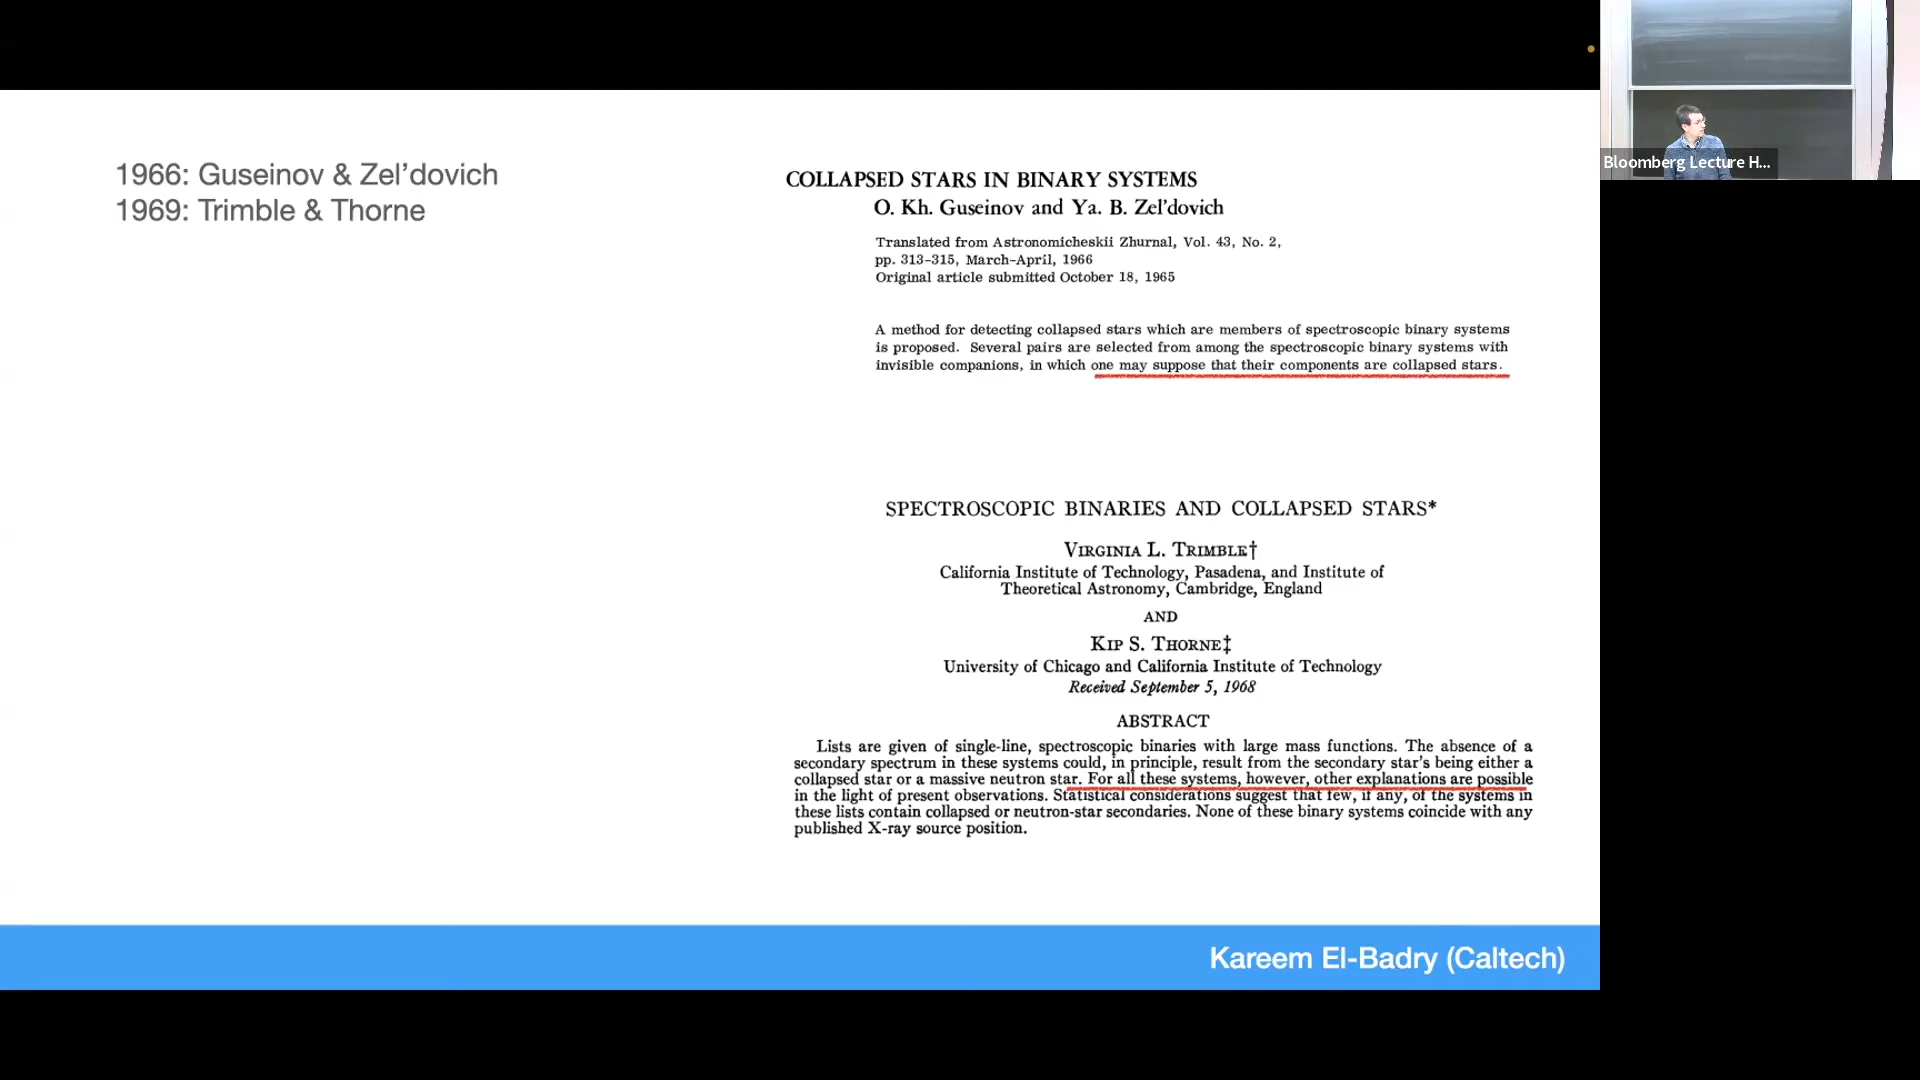 1966: Guseinov & Zel’dovich
1969: Trimble & Thorne
COLLAPSED STARS IN BINARY SYSTEMS
O. Kh. Guseinov and Ya. B. Zel'dovich
Translated from Astronomicheskii Zhurnal, Vol. 43, No. 2,
pp. 313-315, March-April, 1966
Original article submitted October 18, 1965
A method for detecting collapsed stars which are members of spectroscopic binary systems
is proposed. Several pairs are selected from among the spectroscopic binary systems with
invisible companions, in which one may suppose that their components are collapsed stars.
SPECTROSCOPIC BINARIES AND COLLAPSED STARS*
VIRGINIA L. TRIMBLE†
California Institute of Technology, Pasadena, and Institute of
Theoretical Astronomy, Cambridge, England
AND
KIP S. THORNE‡
University of Chicago and California Institute of Technology
Received September 5, 1968
ABSTRACT
Lists are given of single-line, spectroscopic binaries with large mass functions. The absence of a
secondary spectrum in these systems could, in principle, result from the secondary star's being either a
collapsed star or a massive neutron star. For all these systems, however, other explanations are possible
in the light of present observations. Statistical considerations suggest that few, if any, of the systems in
these lists contain collapsed or neutron-star secondaries. None of these binary systems coincide with any
published X-ray source position.
Kareem El-Badry (Caltech)
Bloomberg Lecture H...